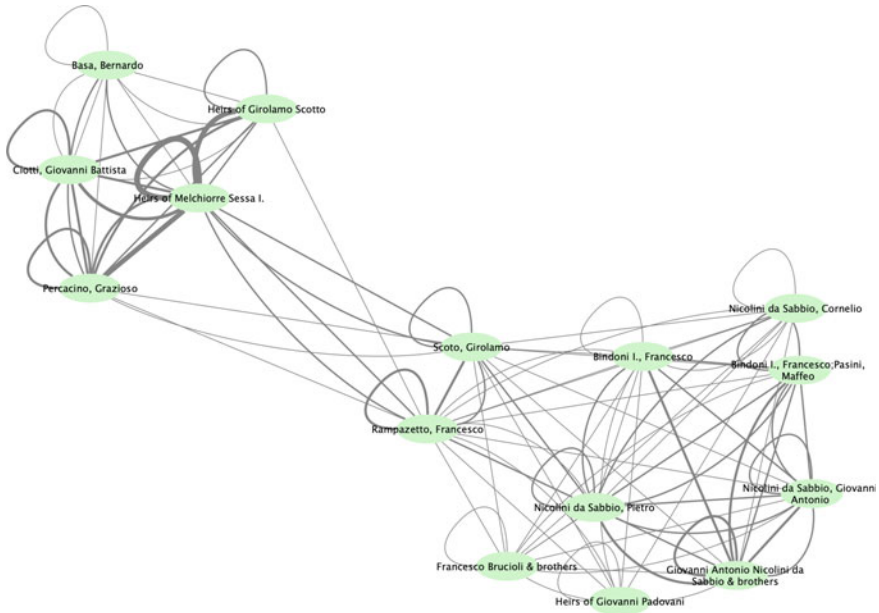 Basa, Bernardo
Heirs of Girolamo Scotto
Ciotti, Giovanni Battista
Heirs of Melchiorre Sessa I.
Percacino, Grazioso
Nicolini da Sabbio, Cornelio
Scoto, Girolamo
Bindoni I., Francesco
Bindoni I., Francesco;Pasini,
Maffeo
Rampazetto, Francesco
Nicolini da Sabbio, Giovanni
Antonio
Nicolini da Sabbio, Pietro
Francesco Brucioli & brothers
Giovanni Antonio Nicolini da
Sabbio & brothers
Heirs of Giovanni Padovani